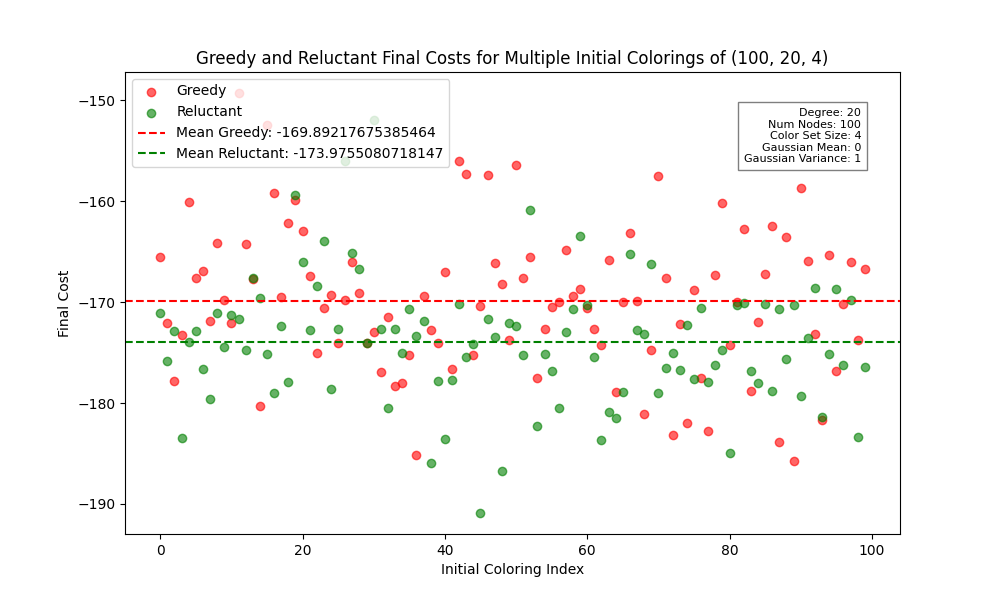 Greedy and Reluctant Final Costs for Multiple Initial Colorings of (100, 20, 4)
Greedy
Reluctant
Mean Greedy: -169.89217675385464
Mean Reluctant: -173.9755080718147
Degree: 20
Num Nodes: 100
Color Set Size: 4
Gaussian Mean: 0
Gaussian Variance: 1
Final Cost
−150
−160
−170
−180
−190
0
20
40
60
80
100
Initial Coloring Index